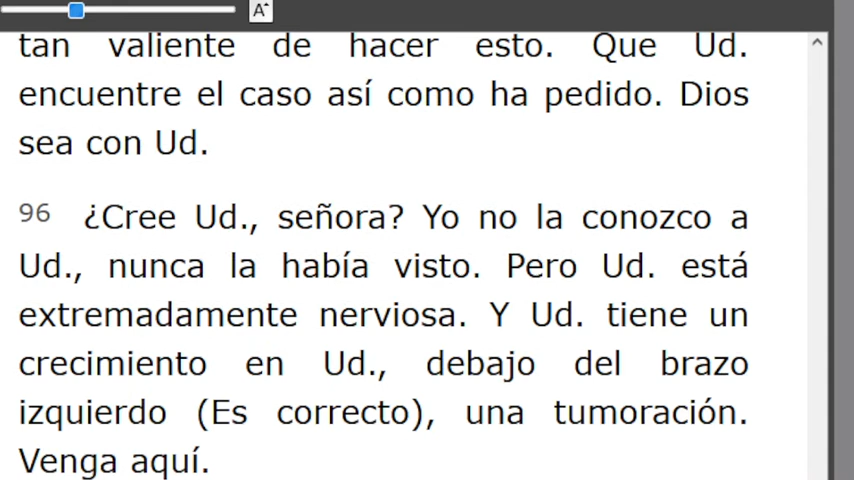 A
tan valiente de hacer esto. Que Ud.
encuentre el caso así como ha pedido. Dios
sea con Ud.
96 ¿Cree Ud., señora? Yo no la conozco a
Ud., nunca la había visto. Pero Ud. está
extremadamente nerviosa. Y Ud. tiene un
crecimiento en Ud., debajo del brazo
izquierdo (Es correcto), una tumoración.
Venga aquí.